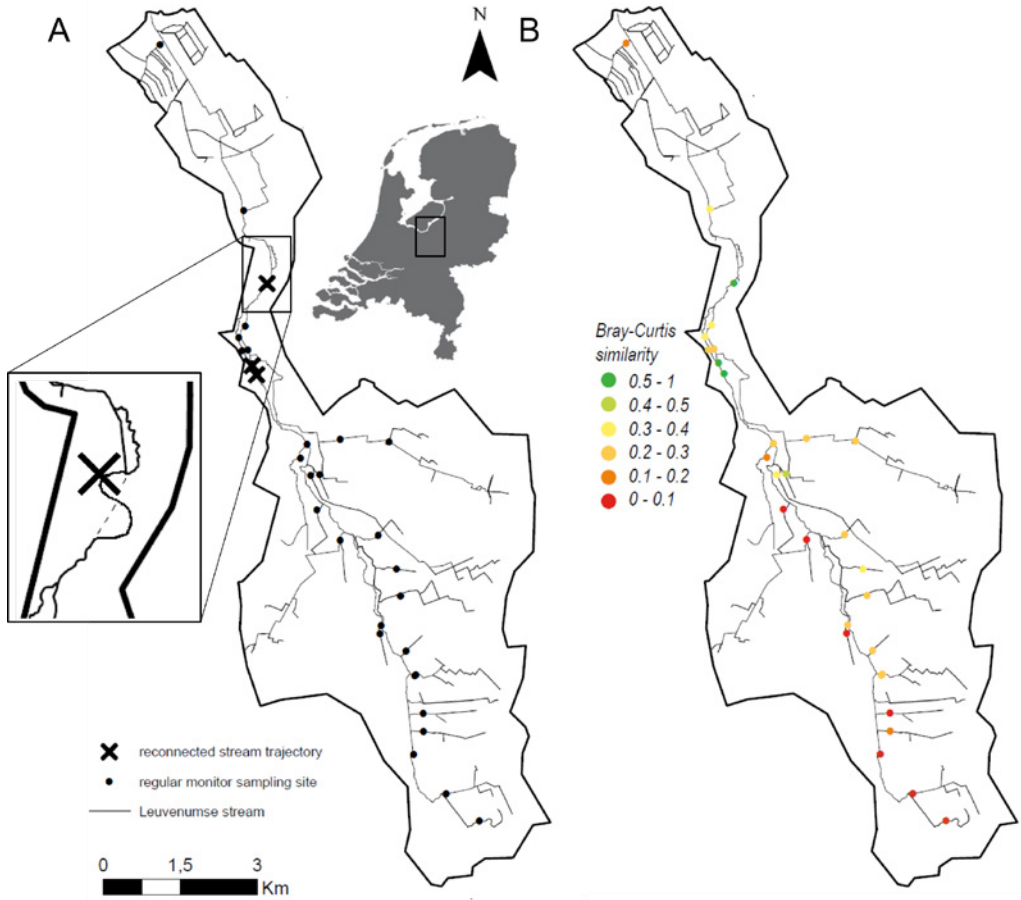 A
N
B
Bray-Curtis
similarity
0.5 - 1
0.4 - 0.5
0.3 - 0.4
0.2 - 0.3
0.1 - 0.2
0 - 0.1
reconnected stream trajectory
regular monitor sampling site
Leuvenumse stream
0 1,5 3
Km